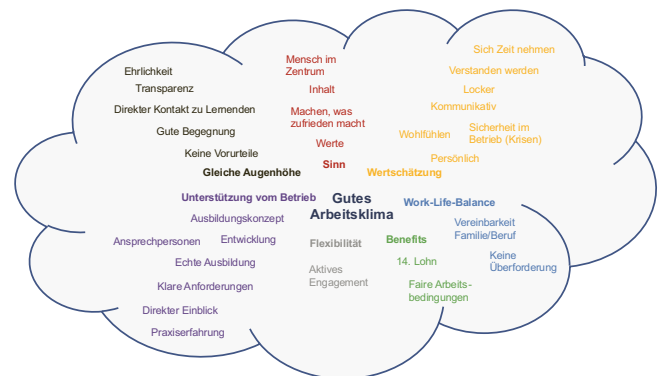 Ehrlichkeit
Transparenz
Direkter Kontakt zu Lernenden
Gute Begegnung
Keine Vorurteile
Gleiche Augenhöhe
Mensch im
Zentrum
Inhalt
Machen, was
zufrieden macht
Werte
Sinn
Sich Zeit nehmen
Verstanden werden
Locker
Kommunikativ
Wohlfühlen
Sicherheit im
Betrieb (Krisen)
Persönlich
Wertschätzung
Unterstützung vom Betrieb
Ausbildungskonzept
Ansprechpersonen
Entwicklung
Echte Ausbildung
Klare Anforderungen
Direkter Einblick
Praxiserfahrung
Gutes
Arbeitsklima
Flexibilität
Aktives
Engagement
Benefits
14. Lohn
Faire Arbeits-
bedingungen
Work-Life-Balance
Vereinbarkeit
Familie/Beruf
Keine
Überforderung